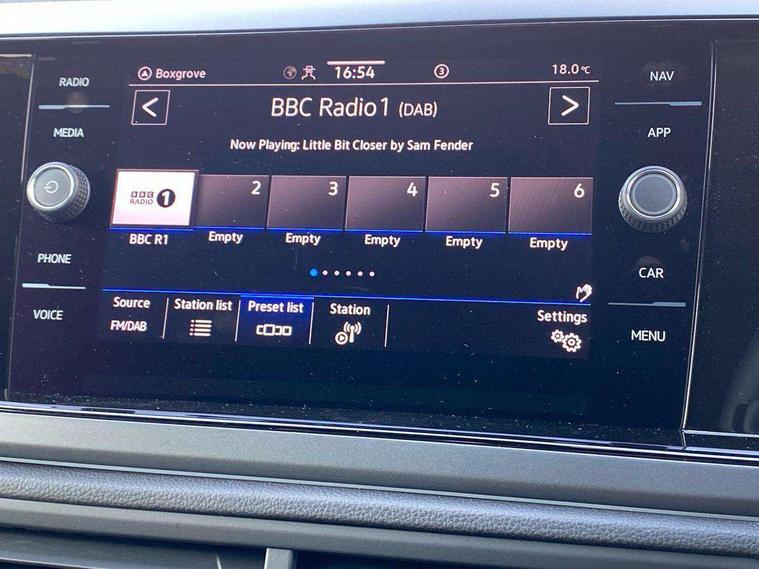 RADIO
MEDIA
PHONE
VOICE
Boxgrove
16:54
3
18.0°C
BBC Radio1 (DAB)
Now Playing: Little Bit Closer by Sam Fender
BBC RADIO 1
2
3
4
5
6
BBC R1
Empty
Empty
Empty
Empty
Empty
Source
FM/DAB
Station list
Preset list
Station
Settings
NAV
APP
CAR
MENU